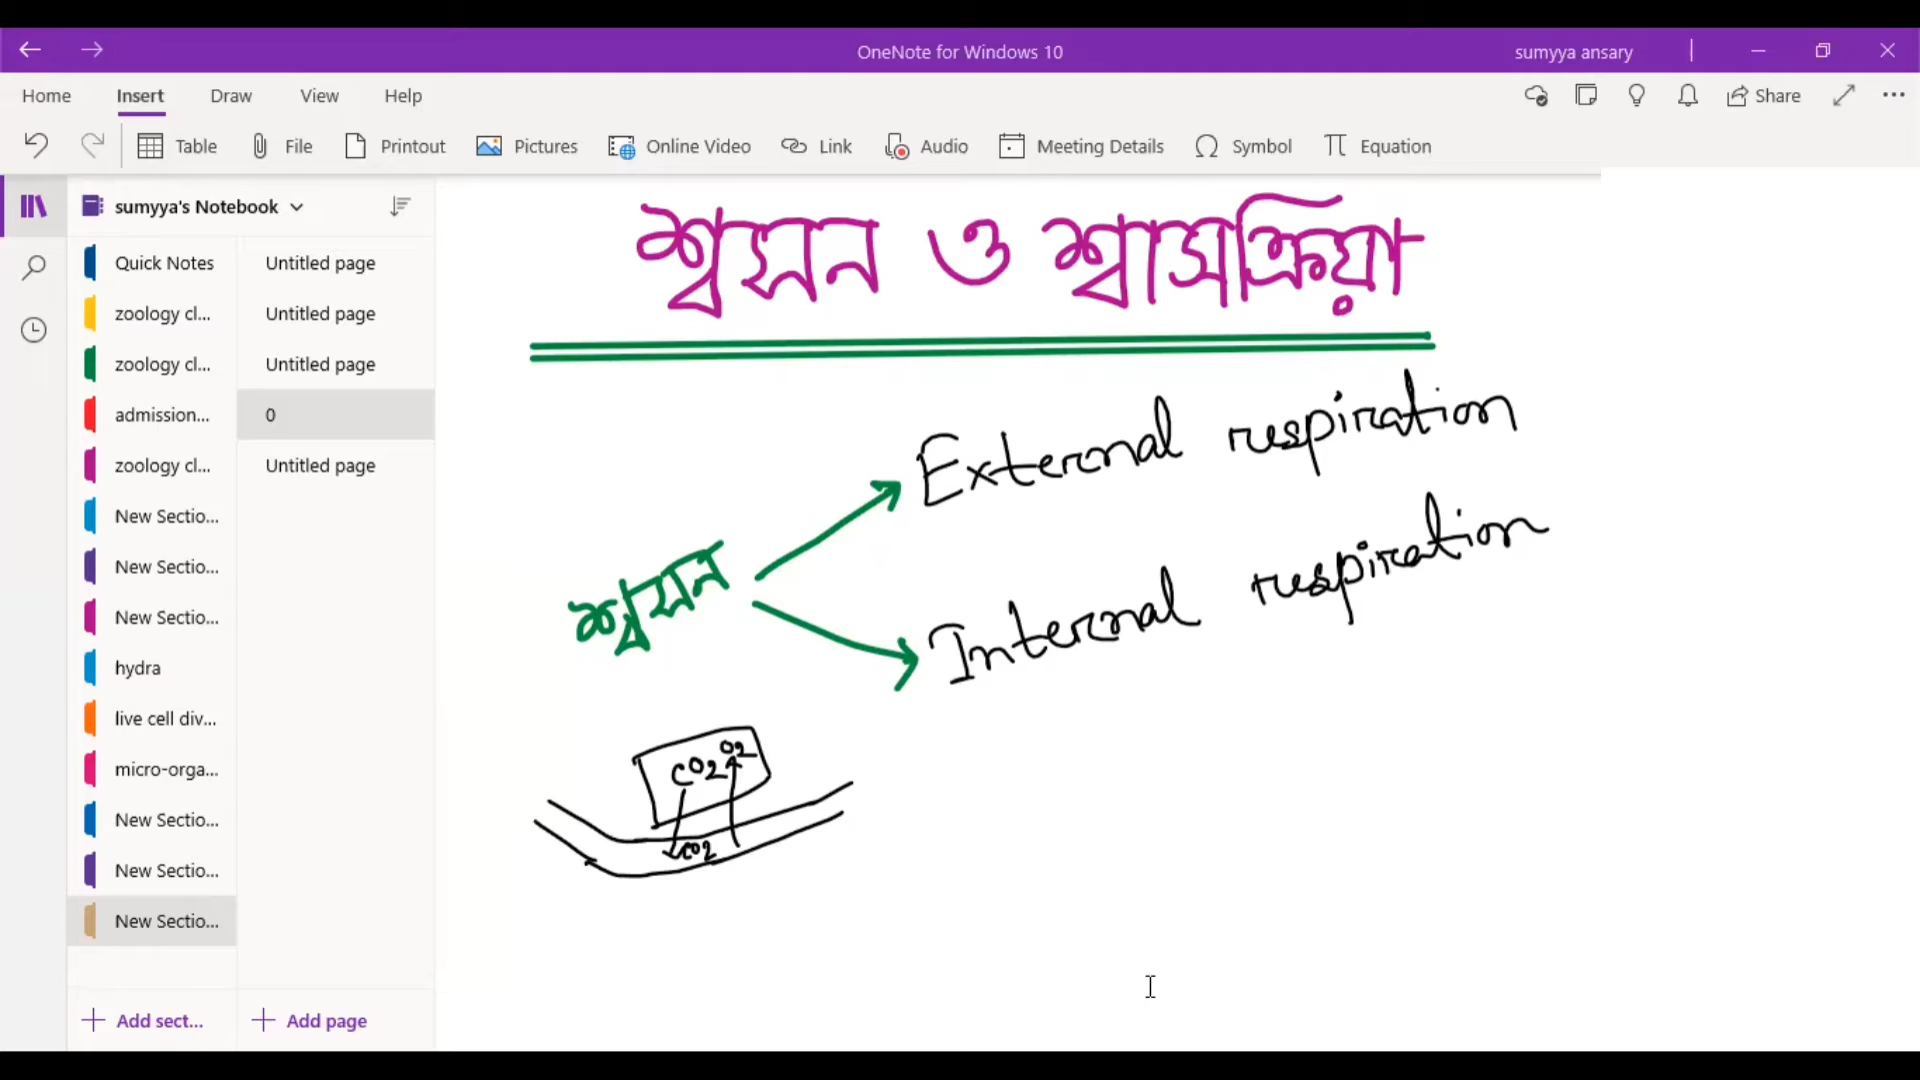 OneNote for Windows 10
sumyya ansary
Home Insert Draw View Help
Share
Table File Printout Pictures Online Video Link Audio Meeting Details Symbol Equation
sumyya's Notebook
Quick Notes
zoology cl...
zoology cl...
admission...
zoology cl...
New Sectio...
New Sectio...
New Sectio...
hydra
live cell div...
micro-orga...
New Sectio...
New Sectio...
New Sectio...
Add sect...
Untitled page
Untitled page
Untitled page
0
Untitled page
Add page
শ্বসন ও শ্বাসক্রিয়া
External respiration
শ্বসন
Internal respiration
CO2 O2
CO2